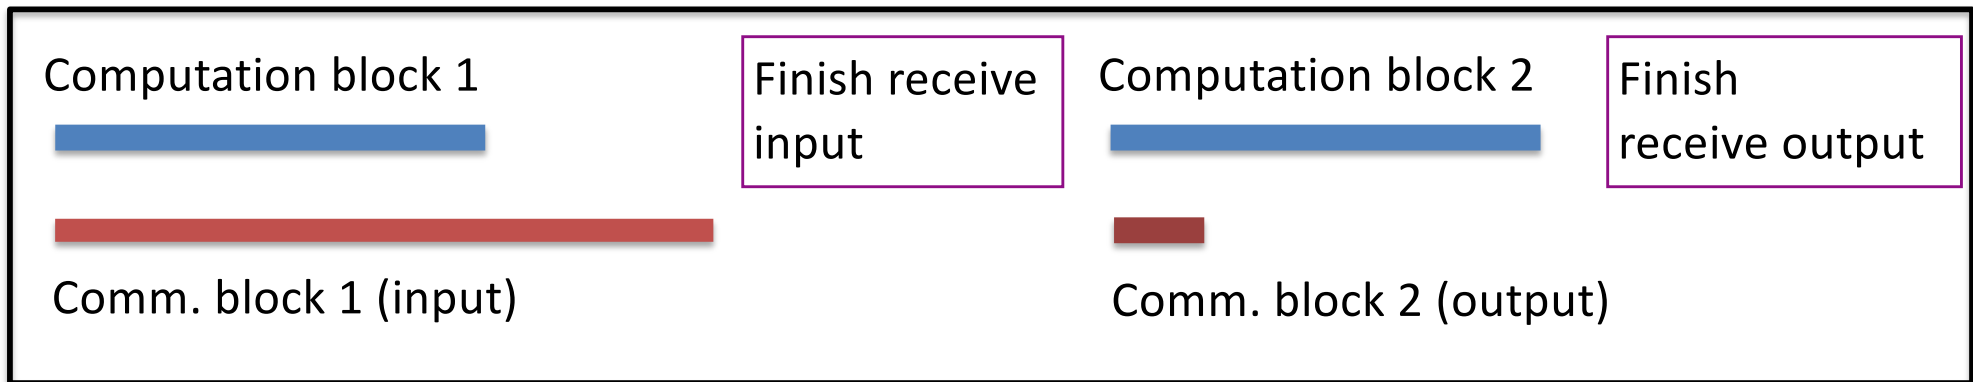 Computation block 1
Finish receive
input
Computation block 2
Finish
receive output
Comm. block 1 (input)
Comm. block 2 (output)